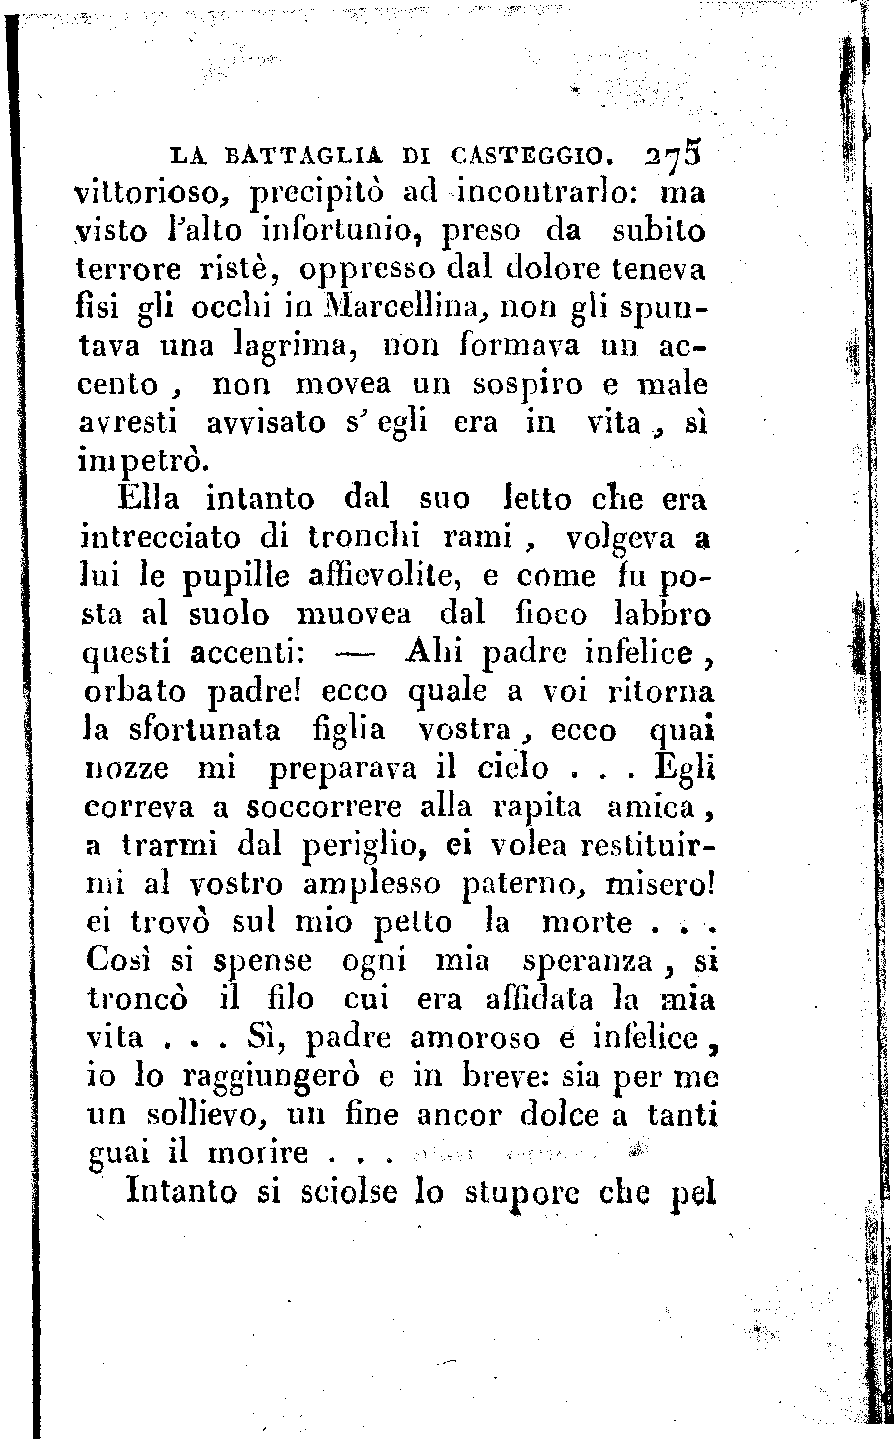 LA BATTAGLIA DI CASTEGGIO. 275
vittorioso, precipitò ad incontrarlo: ma
visto l'alto infortunio, preso da subito
terrore ristè, oppresso dal dolore teneva
fisi gli occhi in Marcellina, non gli spun-
tava una lagrima, non formava un ac-
cento , non movea un sospiro e male
avresti avvisato s' egli era in vita , sì
impetrò.
Ella intanto dal suo letto che era
intrecciato di tronchi rami , volgeva a
lui le pupille affievolite, e come fu po-
sta al suolo muovea dal fioco labbro
questi accenti: — Ahi padre infelice ,
orbato padre! ecco quale a voi ritorna
la sfortunata figlia vostra , ecco quai
nozze mi preparava il cielo . . . Egli
correva a soccorrere alla rapita amica ,
a trarmi dal periglio, ei volea restituir-
mi al vostro amplesso paterno, misero!
ei trovò sul mio petto la morte . . .
Così si spense ogni mia speranza , si
troncò il filo cui era affidata la mia
vita . . . Sì, padre amoroso e infelice ,
io lo raggiungerò e in breve: sia per me
un sollievo, un fine ancor dolce a tanti
guai il morire . . .
Intanto si sciolse lo stupore che pel